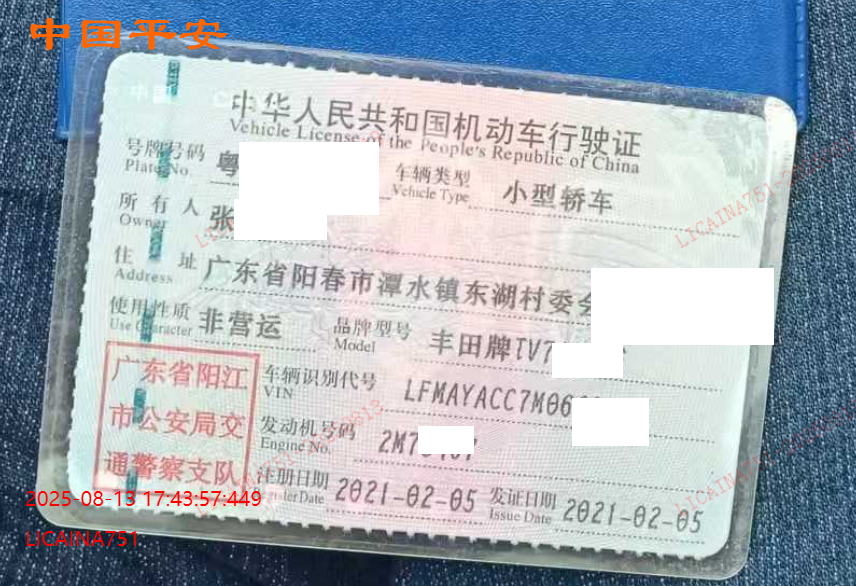 中国平安
中华人民共和国机动车行驶证
Vehicle License of the People's Republic of China
号牌号码 粤
Plate No.
车辆类型 小型轿车
Vehicle Type
所有人 张
Owner
住址 广东省阳春市潭水镇东湖村委会
Address
使用性质 非营运
Use Character
品牌型号 丰田牌TV7
Model
车辆识别代号 LFMAYACC7M06
VIN
发动机号码 2M7
Engine No.
注册日期 2021-02-05
Register Date
发证日期 2021-02-05
Issue Date
广东省阳江
市公安局交
通警察支队
2025-08-13 17:43:57:449
LICAINA751